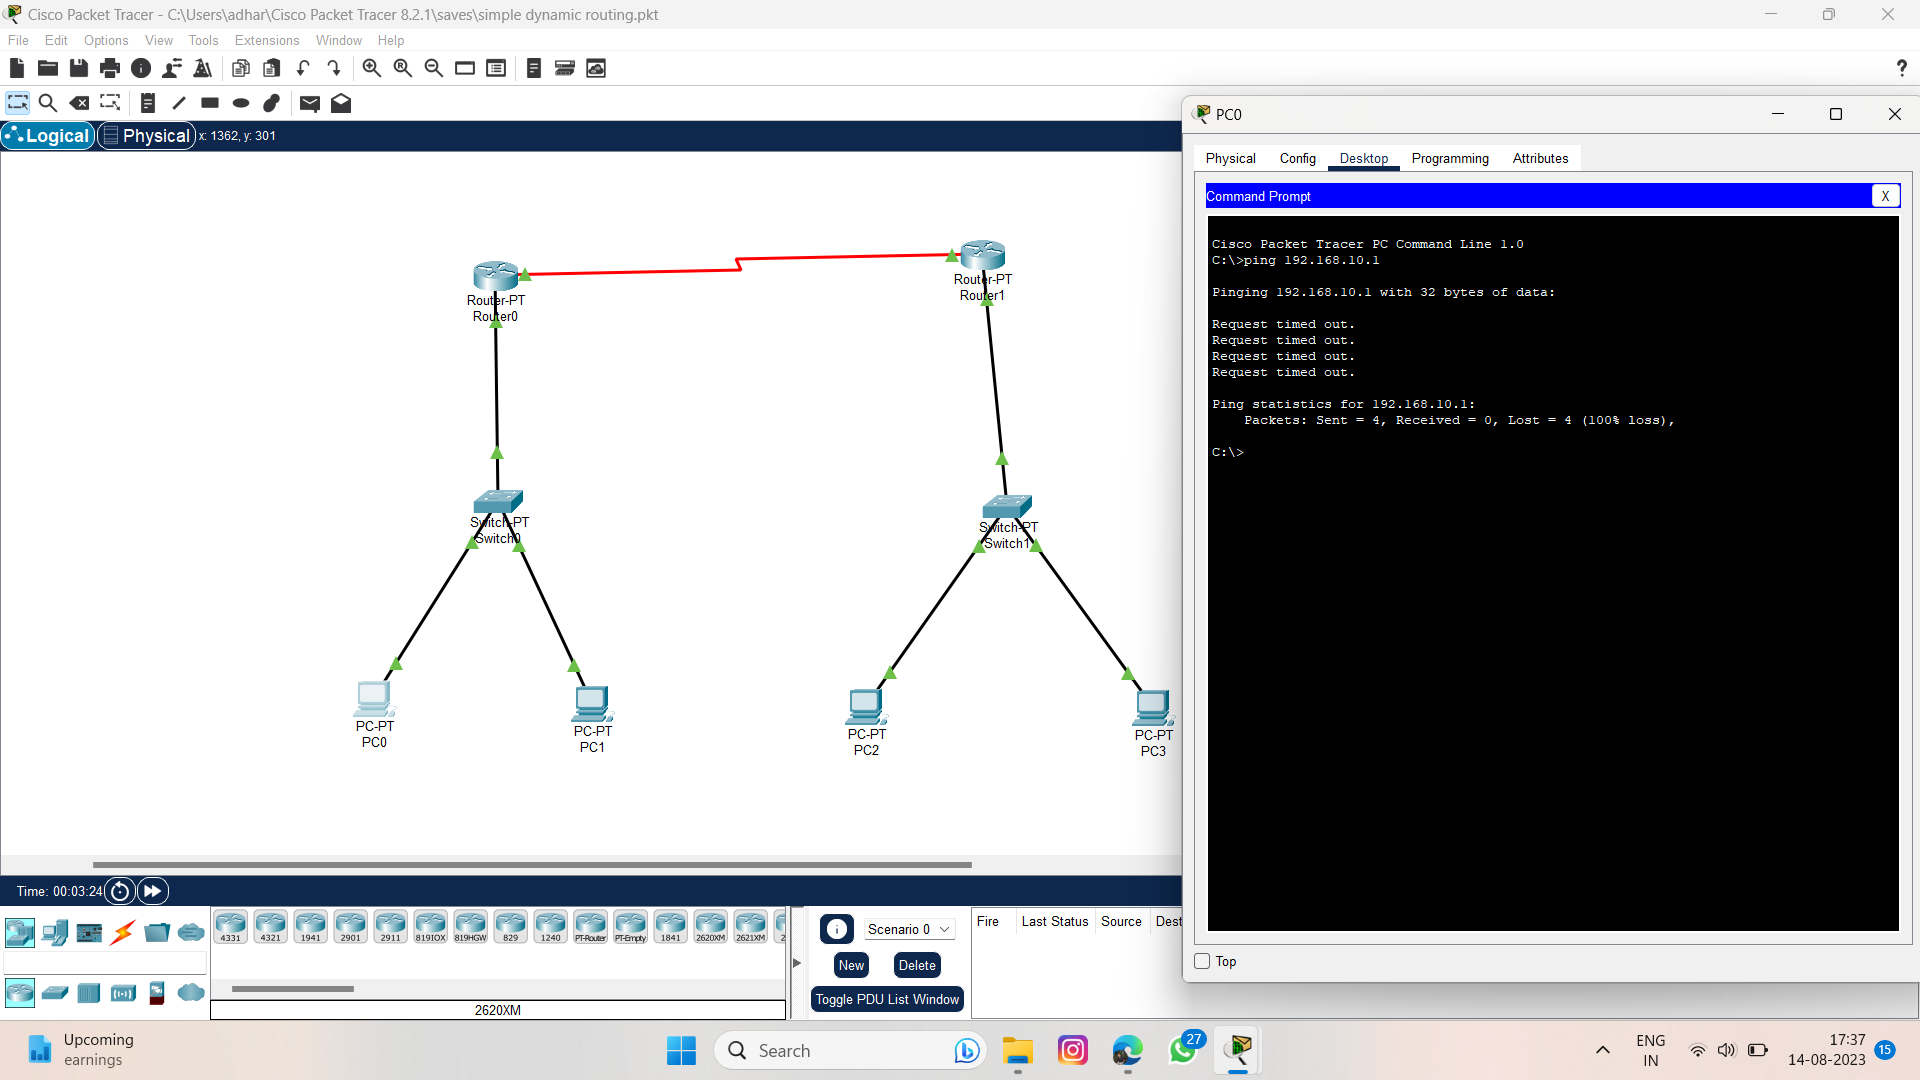 Cisco Packet Tracer - C:\Users\adhar\Cisco Packet Tracer 8.2.1\saves\simple dynamic routing.pkt
File Edit Options View Tools Extensions Window Help
?
Logical Physical x: 1362, y: 301
Router-PT
Router0
Router-PT
Router1
Switch-PT
Switch0
Switch-PT
Switch1
PC-PT
PC0
PC-PT
PC1
PC-PT
PC2
PC-PT
PC3
PC0
Physical Config Desktop Programming Attributes
Command Prompt
X
Cisco Packet Tracer PC Command Line 1.0
C:\>ping 192.168.10.1
Pinging 192.168.10.1 with 32 bytes of data:
Request timed out.
Request timed out.
Request timed out.
Request timed out.
Ping statistics for 192.168.10.1:
Packets: Sent = 4, Received = 0, Lost = 4 (100% loss),
C:\>
Top
Time: 00:03:24
4331 4321 1941 2901 2911 819IOX 819HGW 829 1240 PT-Router PT-Empty 1841 2620XM 2621XM
2620XM
Scenario 0
New Delete
Toggle PDU List Window
Fire Last Status Source Dest
Upcoming
earnings
Search
27
ENG
IN
17:37
14-08-2023
15